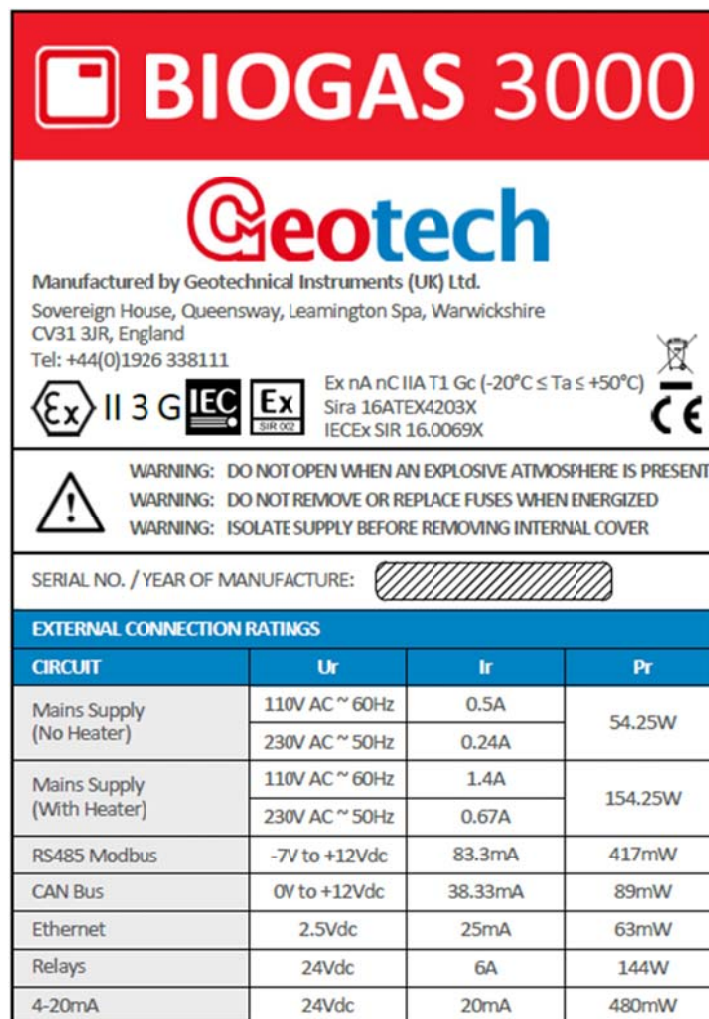 BIOGAS 3000
Geotech
Manufactured by Geotechnical Instruments (UK) Ltd.
Sovereign House, Queensway, Leamington Spa, Warwickshire
CV31 3JR, England
Tel: +44(0)1926 338111
Ex II 3 G IEC Ex
SIR 002
Ex nA nC IIA T1 Gc (-20°C ≤ Ta ≤ +50°C)
Sira 16ATEX4203X
IECEx SIR 16.0069X
CE
WARNING: DO NOT OPEN WHEN AN EXPLOSIVE ATMOSPHERE IS PRESENT
WARNING: DO NOT REMOVE OR REPLACE FUSES WHEN ENERGIZED
WARNING: ISOLATE SUPPLY BEFORE REMOVING INTERNAL COVER
SERIAL NO. / YEAR OF MANUFACTURE:
EXTERNAL CONNECTION RATINGS
CIRCUIT Ur Ir Pr
Mains Supply
(No Heater)
110V AC ~ 60Hz 0.5A
230V AC ~ 50Hz 0.24A
54.25W
Mains Supply
(With Heater)
110V AC ~ 60Hz 1.4A
230V AC ~ 50Hz 0.67A
154.25W
RS485 Modbus -7V to +12Vdc 83.3mA 417mW
CAN Bus 0V to +12Vdc 38.33mA 89mW
Ethernet 2.5Vdc 25mA 63mW
Relays 24Vdc 6A 144W
4-20mA 24Vdc 20mA 480mW